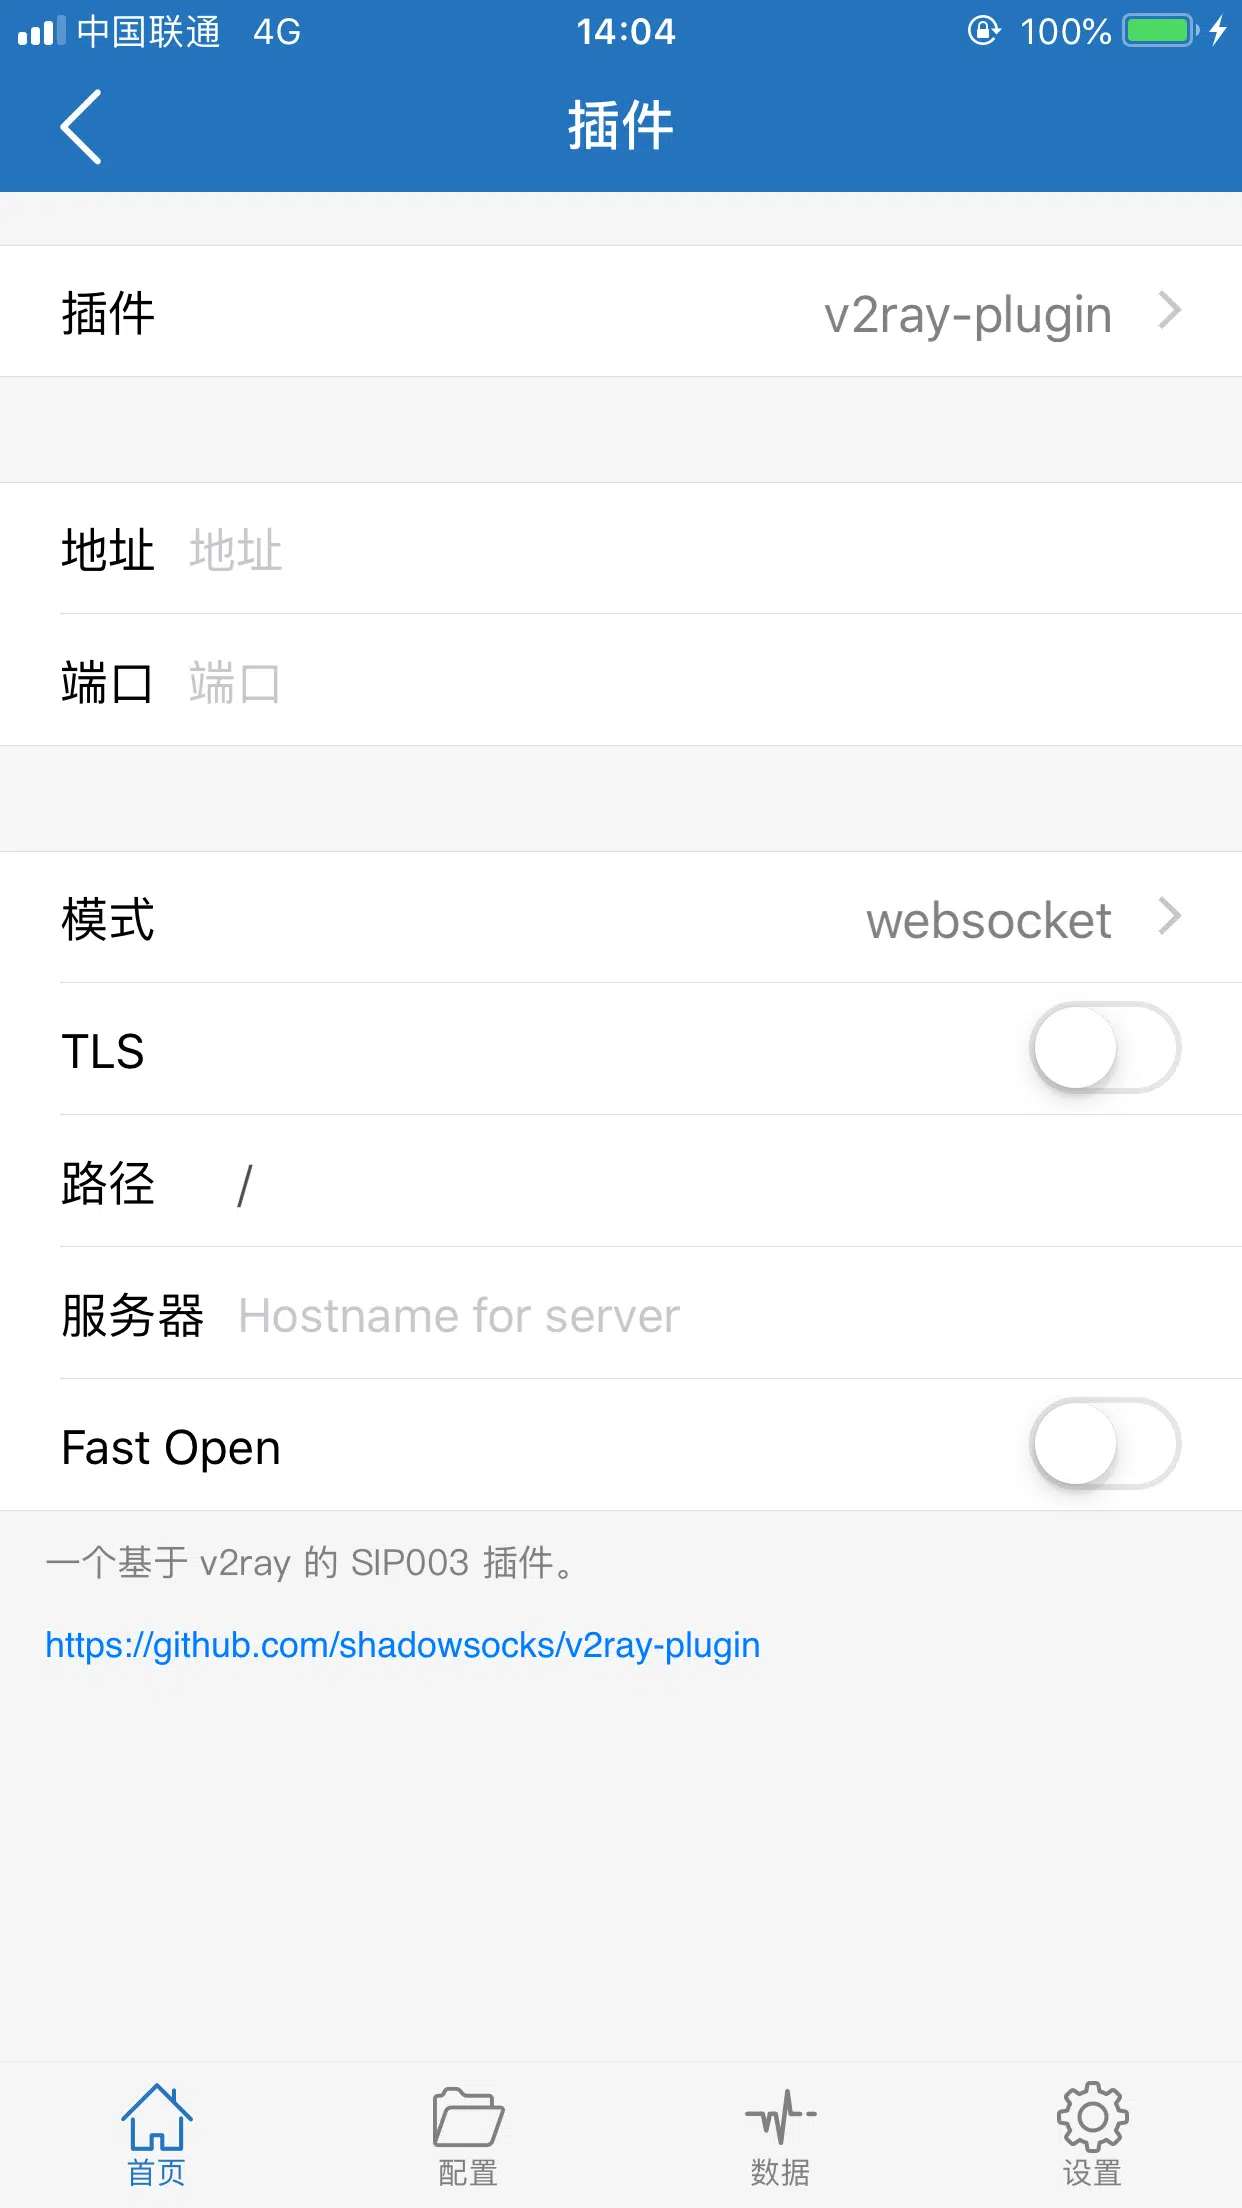 中国联通 4G 14:04 100%
插件
插件 v2ray-plugin
地址 地址
端口 端口
模式 websocket
TLS
路径 /
服务器 Hostname for server
Fast Open
一个基于 v2ray 的 SIP003 插件。
https://github.com/shadowsocks/v2ray-plugin
首页 配置 数据 设置